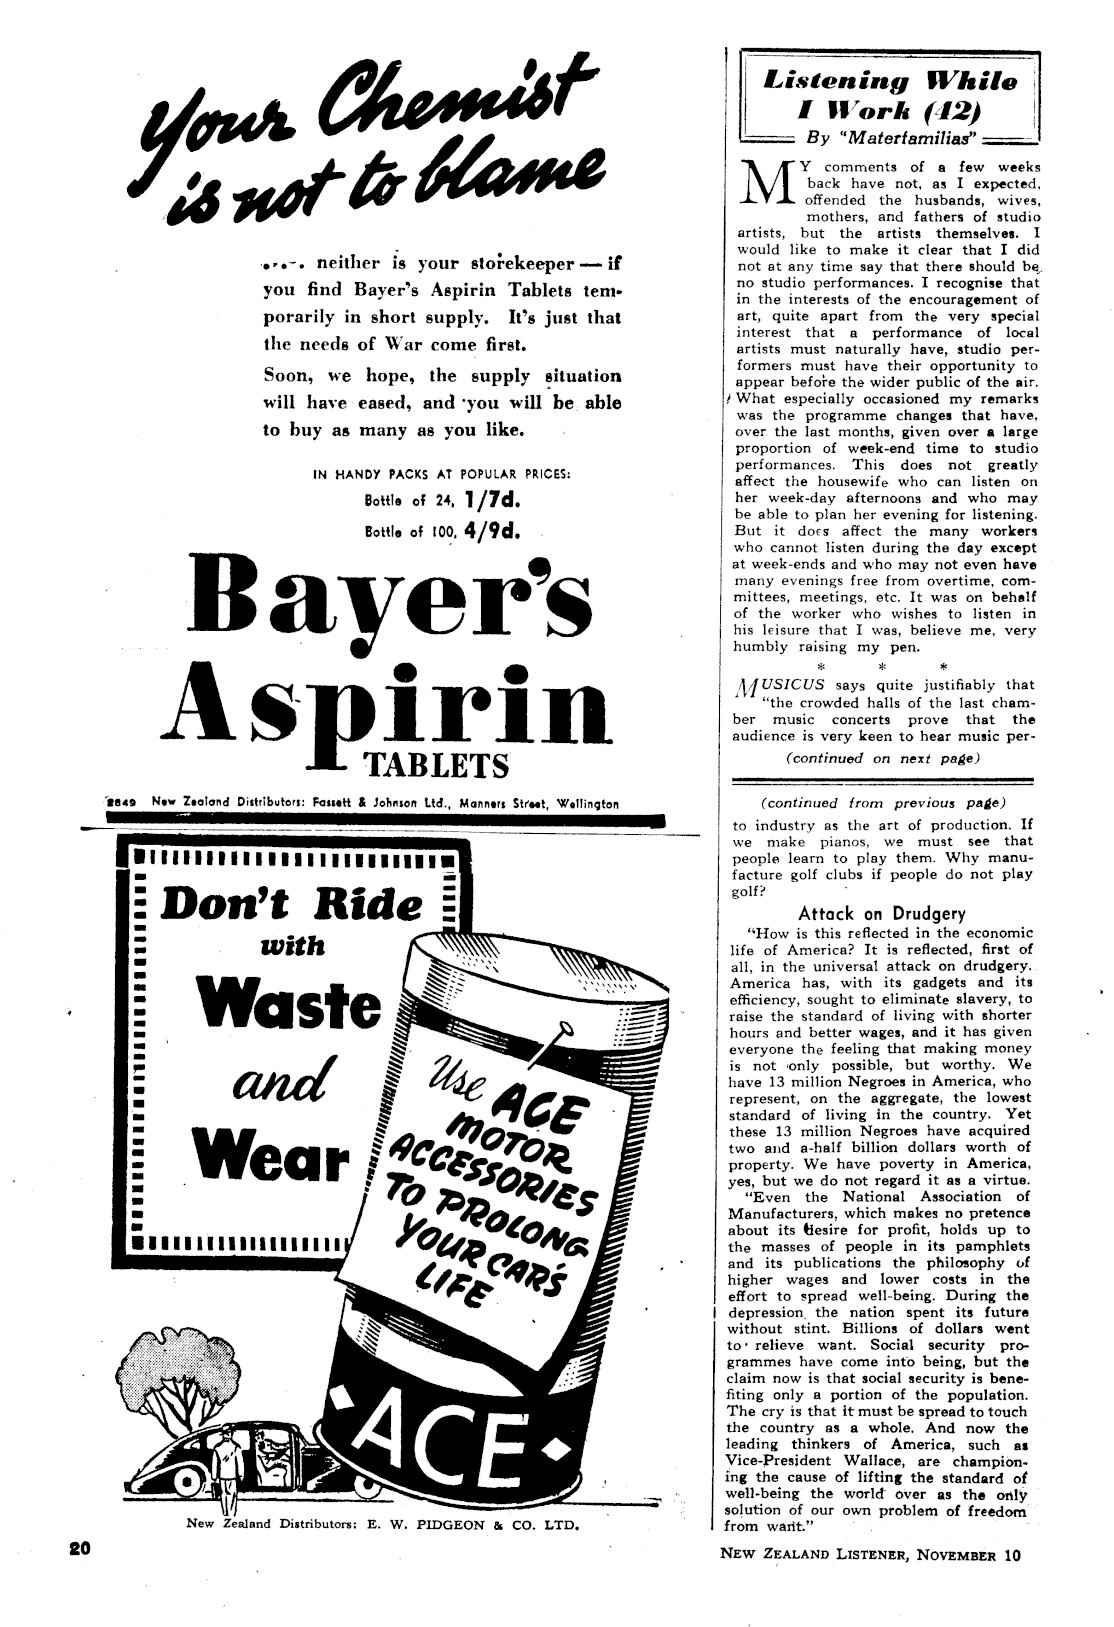 Your Chemist
is not to blame
..... neither is your storekeeper — if
you find Bayer's Aspirin Tablets tem-
porarily in short supply. It's just that
the needs of War come first.
Soon, we hope, the supply situation
will have eased, and you will be able
to buy as many as you like.
IN HANDY PACKS AT POPULAR PRICES:
Bottle of 24, 1/7d.
Bottle of 100, 4/9d.
Bayer's
Aspirin
TABLETS
2649 New Zealand Distributors: Fassett & Johnson Ltd., Manners Street, Wellington
Don't Ride
with
Waste
and
Wear
Use ACE
MOTOR
ACCESSORIES
TO PROLONG
YOUR CAR'S
LIFE
ACE
New Zealand Distributors: E. W. PIDGEON & CO. LTD.
20
Listening While
I Work (42)
By "Materfamilias"
MY comments of a few weeks
back have not, as I expected,
offended the husbands, wives,
mothers, and fathers of studio
artists, but the artists themselves. I
would like to make it clear that I did
not at any time say that there should be
no studio performances. I recognise that
in the interests of the encouragement of
art, quite apart from the very special
interest that a performance of local
artists must naturally have, studio per-
formers must have their opportunity to
appear before the wider public of the air.
What especially occasioned my remarks
was the programme changes that have,
over the last months, given over a large
proportion of week-end time to studio
performances. This does not greatly
affect the housewife who can listen on
her week-day afternoons and who may
be able to plan her evening for listening.
But it does affect the many workers
who cannot listen during the day except
at week-ends and who may not even have
many evenings free from overtime, com-
mittees, meetings, etc. It was on behalf
of the worker who wishes to listen in
his leisure that I was, believe me, very
humbly raising my pen.
* * *
MUSICUS says quite justifiably that
"the crowded halls of the last cham-
ber music concerts prove that the
audience is very keen to hear music per-
(continued on next page)
(continued from previous page)
to industry as the art of production. If
we make pianos, we must see that
people learn to play them. Why manu-
facture golf clubs if people do not play
golf?
Attack on Drudgery
"How is this reflected in the economic
life of America? It is reflected, first of
all, in the universal attack on drudgery.
America has, with its gadgets and its
efficiency, sought to eliminate slavery, to
raise the standard of living with shorter
hours and better wages, and it has given
everyone the feeling that making money
is not only possible, but worthy. We
have 13 million Negroes in America, who
represent, on the aggregate, the lowest
standard of living in the country. Yet
these 13 million Negroes have acquired
two and a-half billion dollars worth of
property. We have poverty in America,
yes, but we do not regard it as a virtue.
"Even the National Association of
Manufacturers, which makes no pretence
about its desire for profit, holds up to
the masses of people in its pamphlets
and its publications the philosophy of
higher wages and lower costs in the
effort to spread well-being. During the
depression the nation spent its future
without stint. Billions of dollars went
to relieve want. Social security pro-
grammes have come into being, but the
claim now is that social security is bene-
fiting only a portion of the population.
The cry is that it must be spread to touch
the country as a whole. And now the
leading thinkers of America, such as
Vice-President Wallace, are champion-
ing the cause of lifting the standard of
well-being the world over as the only
solution of our own problem of freedom
from want."
NEW ZEALAND LISTENER, NOVEMBER 10